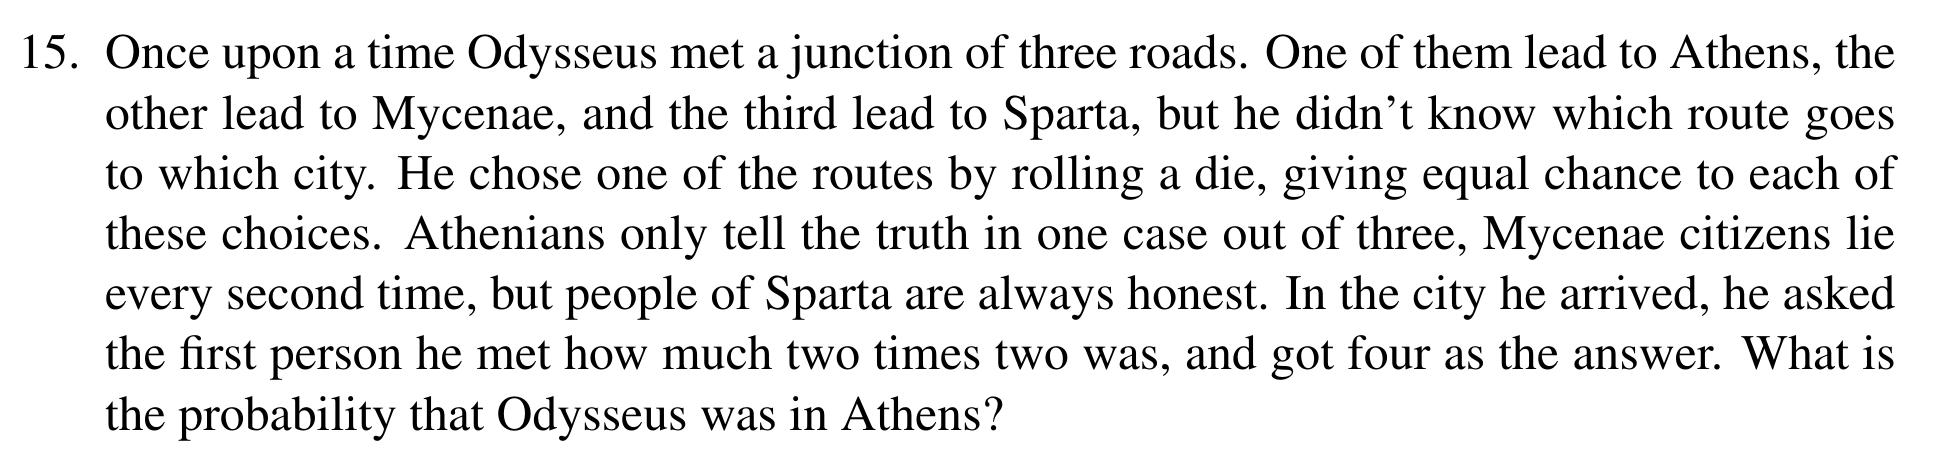 15. Once upon a time Odysseus met a junction of three roads. One of them lead to Athens, the
other lead to Mycenae, and the third lead to Sparta, but he didn’t know which route goes
to which city. He chose one of the routes by rolling a die, giving equal chance to each of
these choices. Athenians only tell the truth in one case out of three, Mycenae citizens lie
every second time, but people of Sparta are always honest. In the city he arrived, he asked
the first person he met how much two times two was, and got four as the answer. What is
the probability that Odysseus was in Athens?